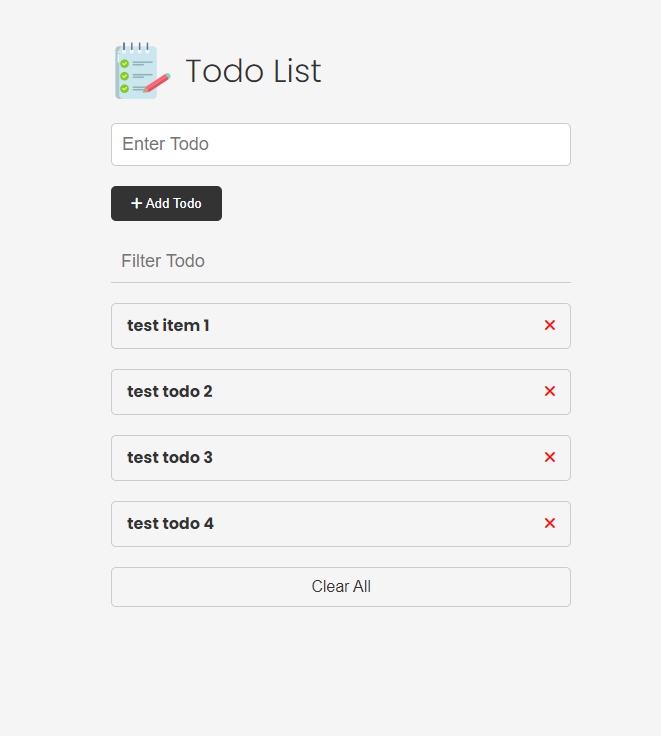 Todo List
Enter Todo
+ Add Todo
Filter Todo
test item 1
test todo 2
test todo 3
test todo 4
Clear All